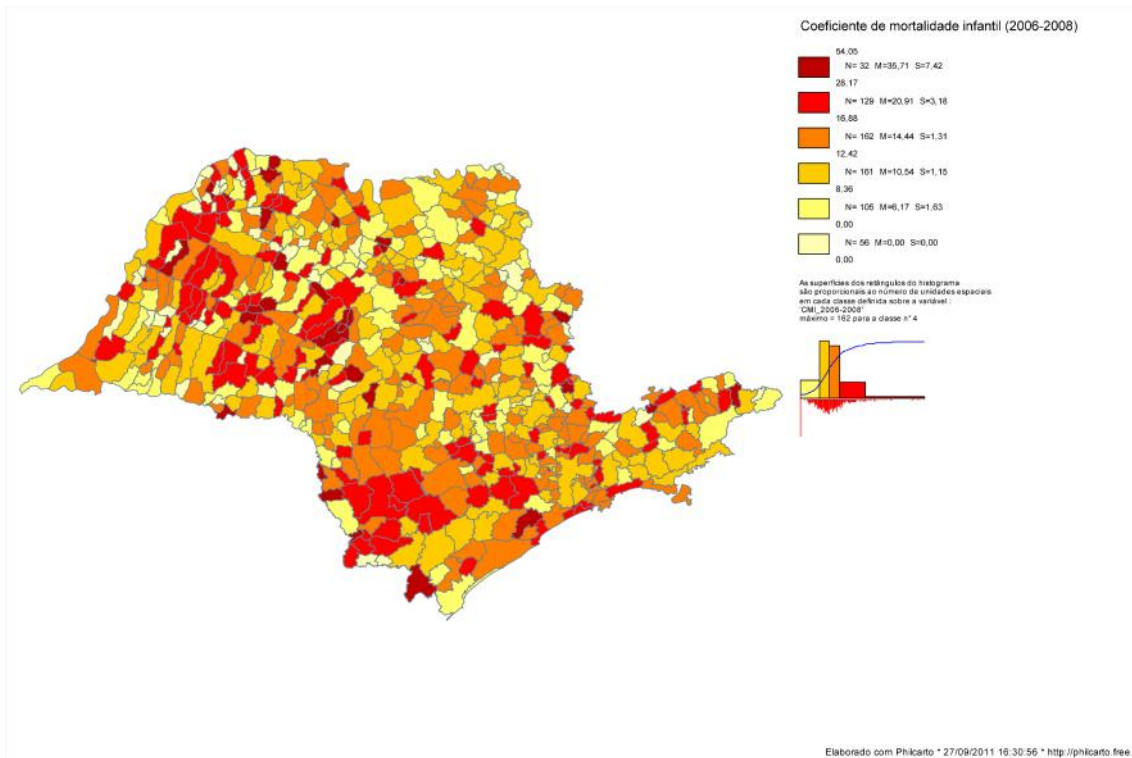 Coeficiente de mortalidade infantil (2006-2008)
54,05
N= 32 M=35,71 S=7,42
28,17
N= 129 M=20,91 S=3,18
16,88
N= 162 M=14,44 S=1,31
12,42
N= 161 M=10,54 S=1,15
8,36
N= 105 M=6,17 S=1,63
0,00
N= 56 M=0,00 S=0,00
0,00
As superfícies dos retângulos do histograma
são proporcionais ao número de unidades espaciais
em cada classe definida sobre a variável :
'CMI_2006-2008'
máximo = 162 para a classe n° 4
Elaborado com Philcarto * 27/09/2011 16:30:56 * http://philcarto.free.